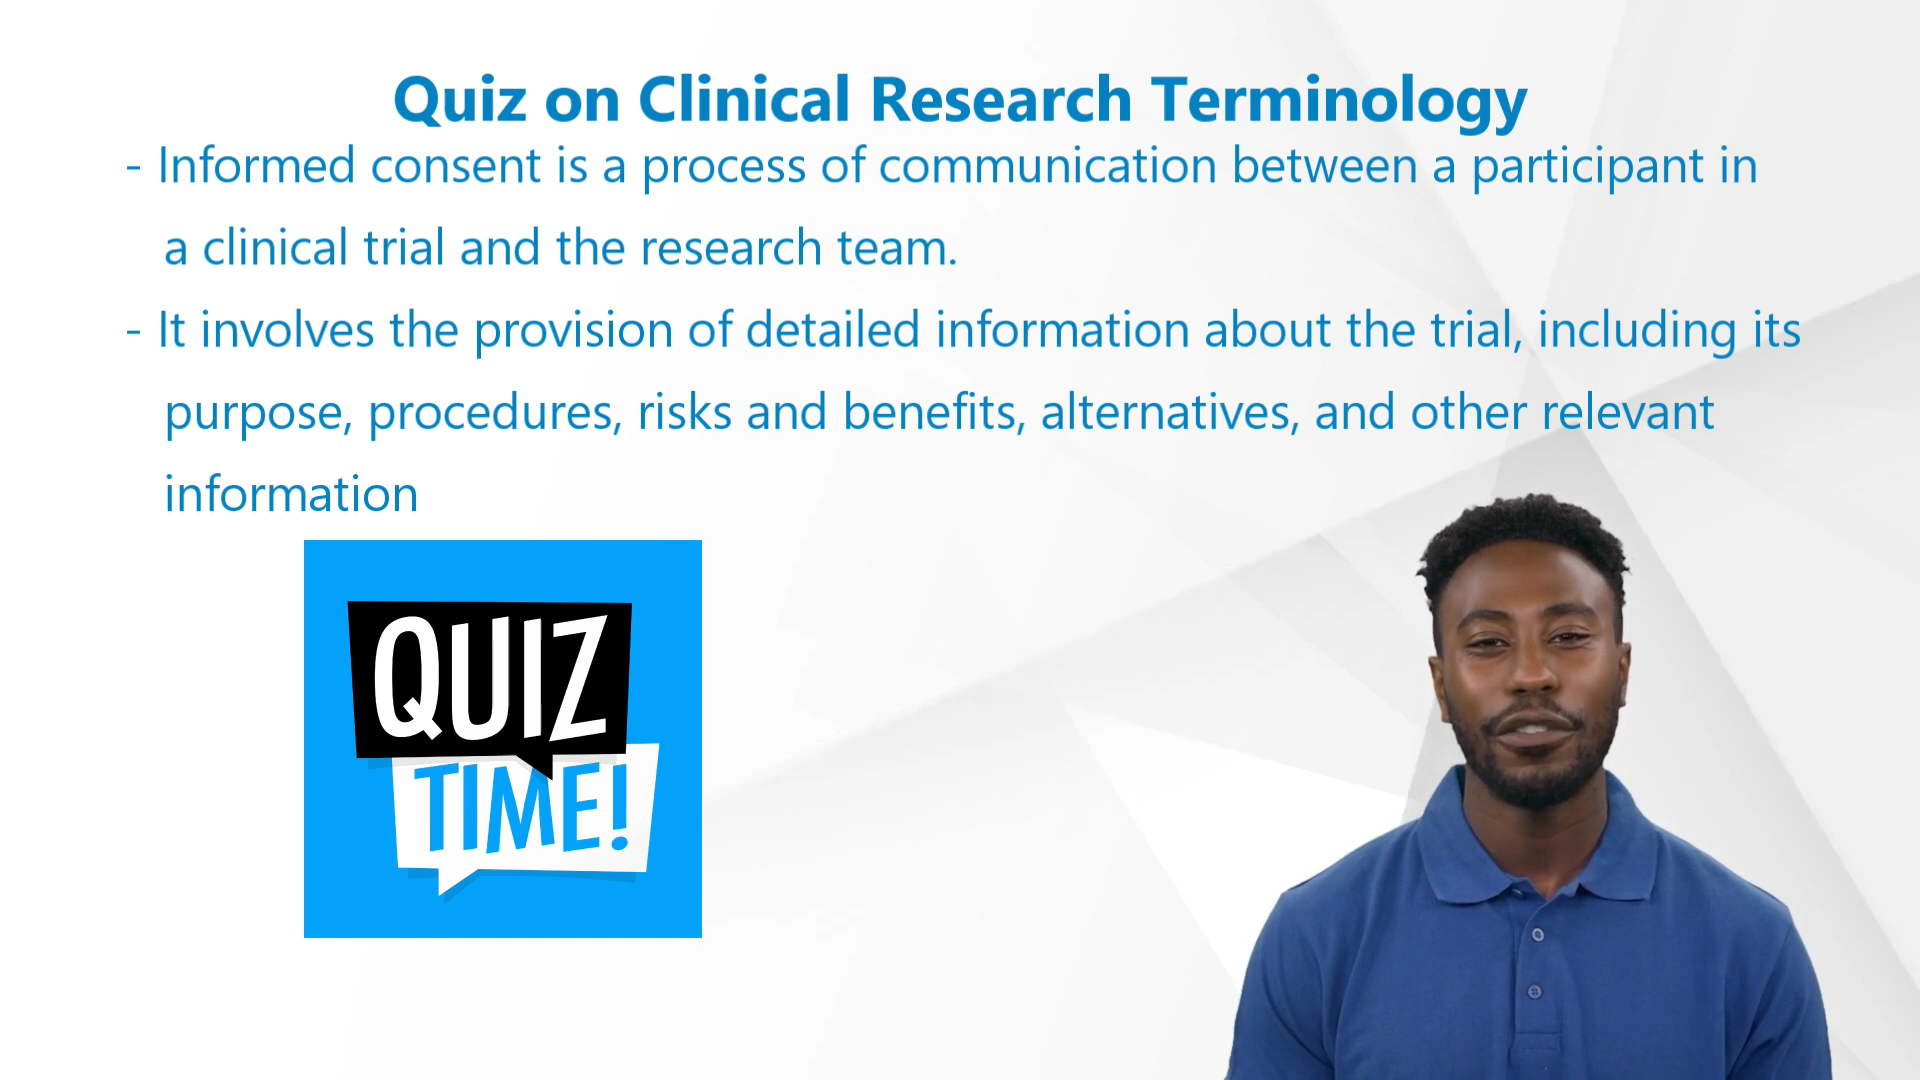 Quiz on Clinical Research Terminology
- Informed consent is a process of communication between a participant in
a clinical trial and the research team.
- It involves the provision of detailed information about the trial, including its
purpose, procedures, risks and benefits, alternatives, and other relevant
information
QUIZ
TIME!